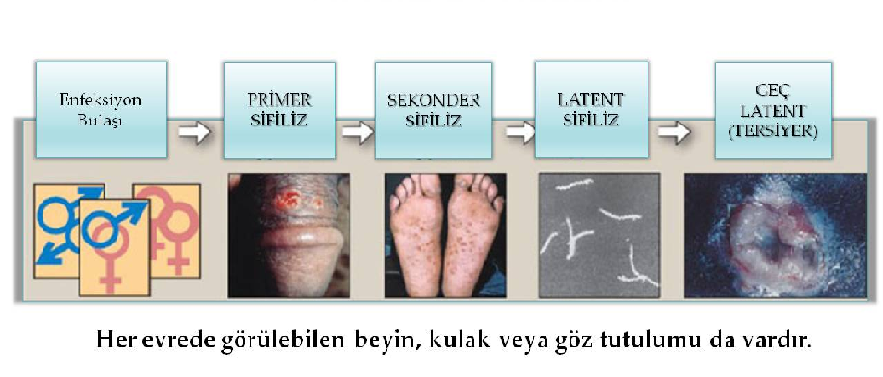 Enfeksiyon
Bulaşı
PRİMER
SİFİLİZ
SEKONDER
SİFİLİZ
LATENT
SİFİLİZ
GEÇ
LATENT
(TERSİYER)
Her evrede görülebilen beyin, kulak veya göz tutulumu da vardır.